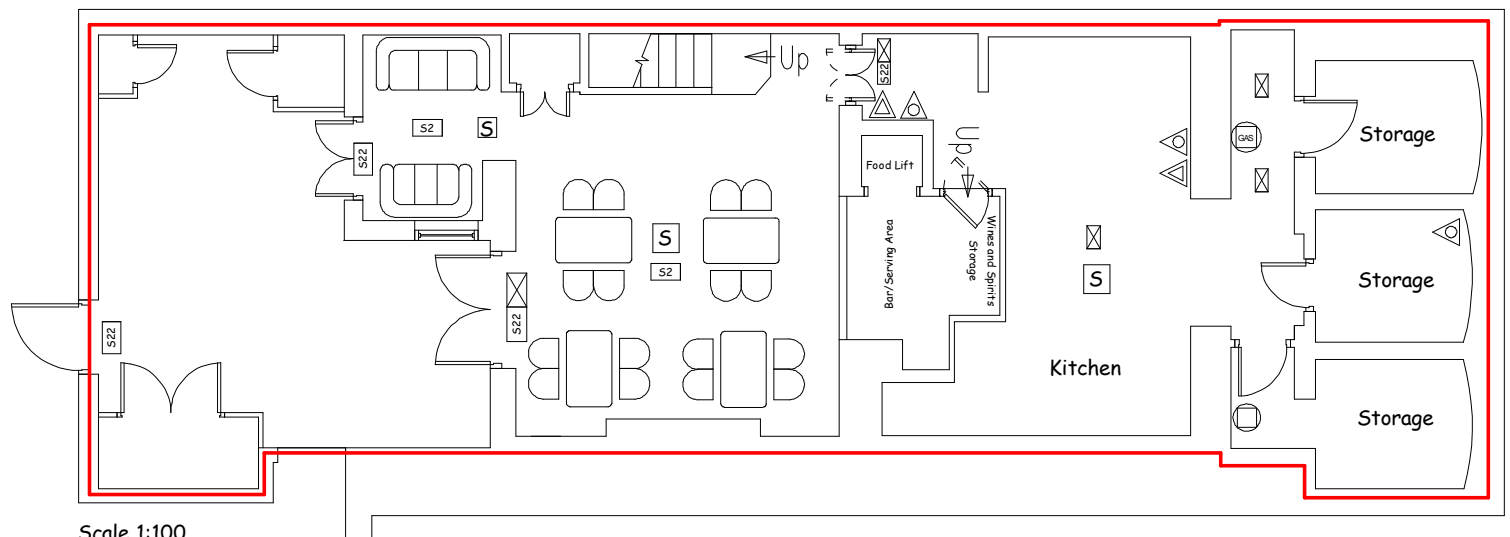 Up
S22
S2
S
Up
Storage
GAS
Food Lift
S22
S
S2
Bar/Serving Area
Wines and Spirits
Storage
S
Storage
S22
S22
Kitchen
Storage
Scale 1:100